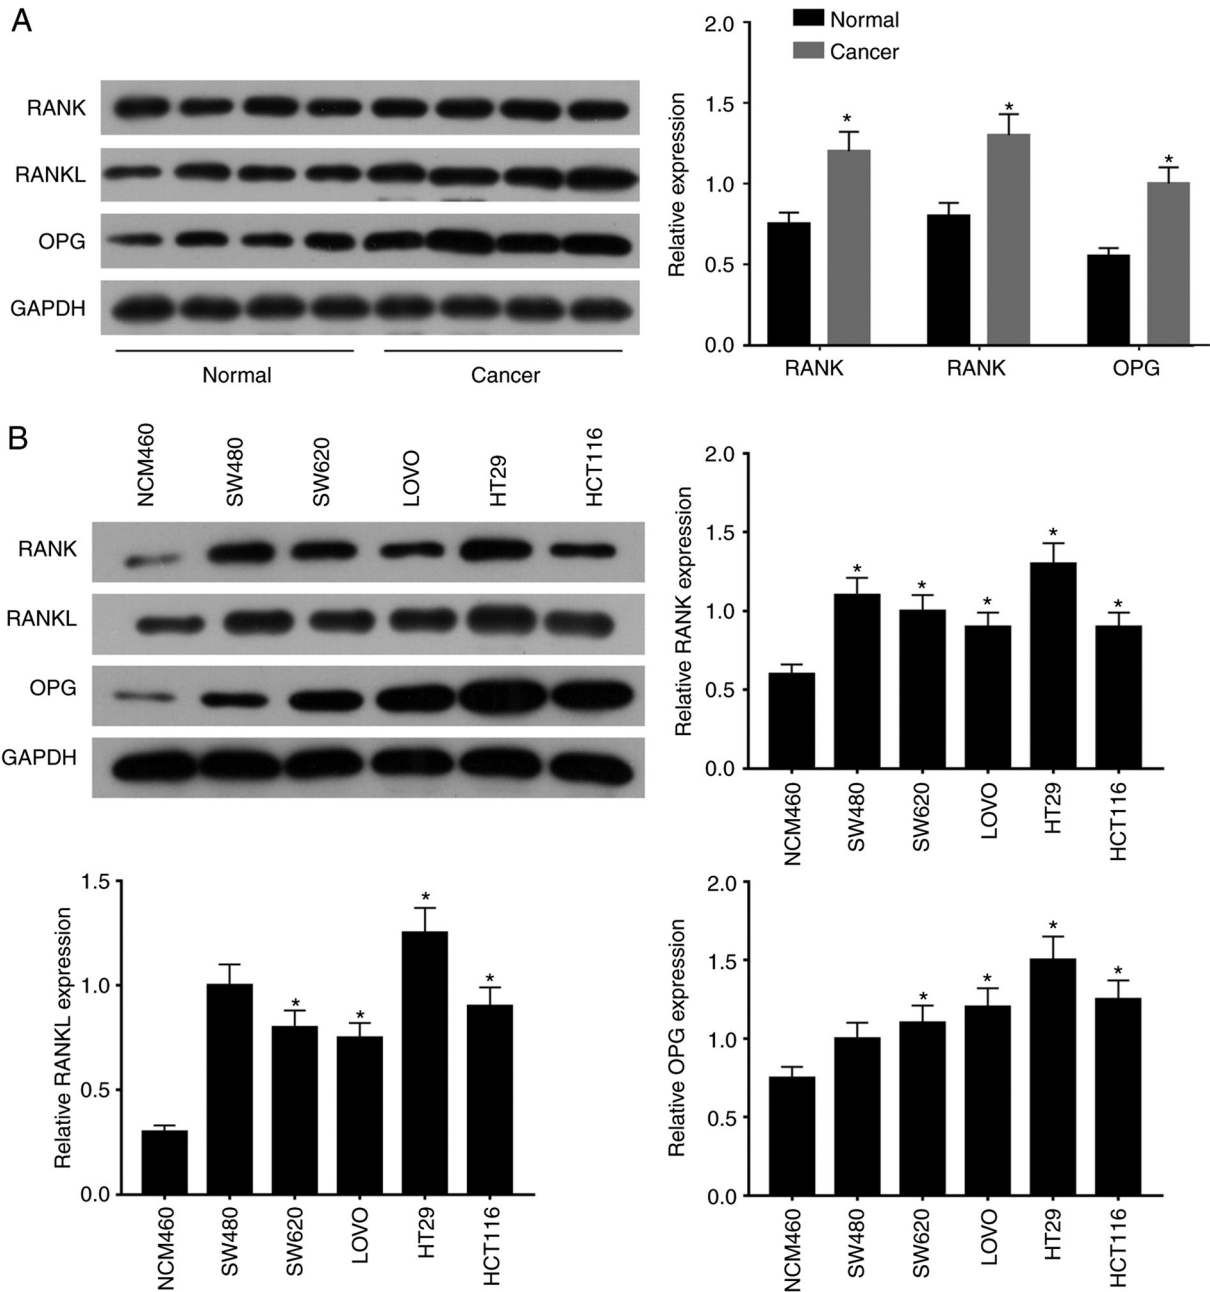 A
RANK
RANKL
OPG
GAPDH
Normal
Cancer
Normal
Cancer
Relative expression
2.0
1.5
1.0
0.5
0.0
*
*
*
RANK
RANK
OPG
B
NCM460
SW480
SW620
LOVO
HT29
HCT116
RANK
RANKL
OPG
GAPDH
Relative RANK expression
2.0
1.5
1.0
0.5
0.0
*
*
*
*
*
NCM460
SW480
SW620
LOVO
HT29
HCT116
Relative RANKL expression
1.5
1.0
0.5
0.0
*
*
*
*
NCM460
SW480
SW620
LOVO
HT29
HCT116
Relative OPG expression
2.0
1.5
1.0
0.5
0.0
*
*
*
*
NCM460
SW480
SW620
LOVO
HT29
HCT116